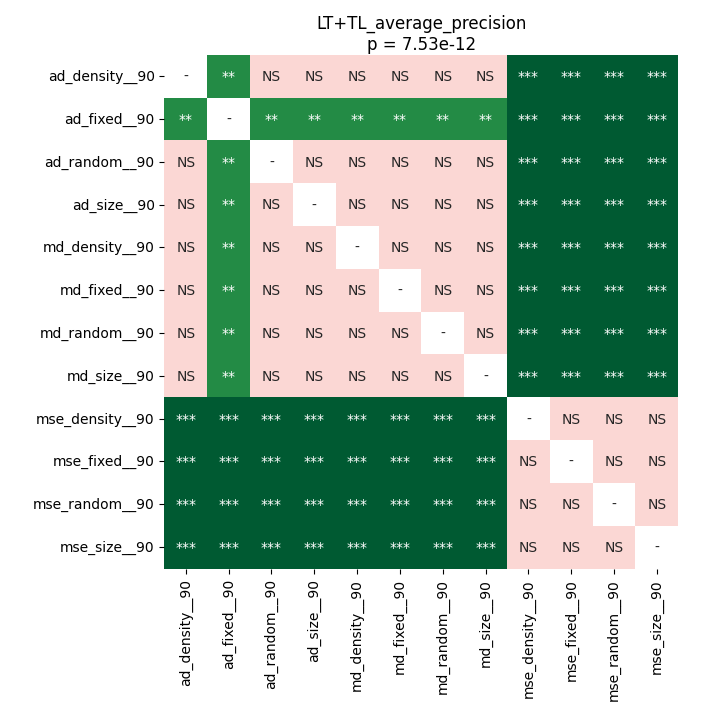 LT+TL_average_precision
p = 7.53e-12
ad_density__90 - ** NS NS NS NS NS NS *** *** *** ***
ad_fixed__90 ** - ** ** ** ** ** ** *** *** *** ***
ad_random__90 NS ** - NS NS NS NS NS *** *** *** ***
ad_size__90 NS ** NS - NS NS NS NS *** *** *** ***
md_density__90 NS ** NS NS - NS NS NS *** *** *** ***
md_fixed__90 NS ** NS NS NS - NS NS *** *** *** ***
md_random__90 NS ** NS NS NS NS - NS *** *** *** ***
md_size__90 NS ** NS NS NS NS NS - *** *** *** ***
mse_density__90 *** *** *** *** *** *** *** *** - NS NS NS
mse_fixed__90 *** *** *** *** *** *** *** *** NS - NS NS
mse_random__90 *** *** *** *** *** *** *** *** NS NS - NS
mse_size__90 *** *** *** *** *** *** *** *** NS NS NS -
ad_density__90
ad_fixed__90
ad_random__90
ad_size__90
md_density__90
md_fixed__90
md_random__90
md_size__90
mse_density__90
mse_fixed__90
mse_random__90
mse_size__90